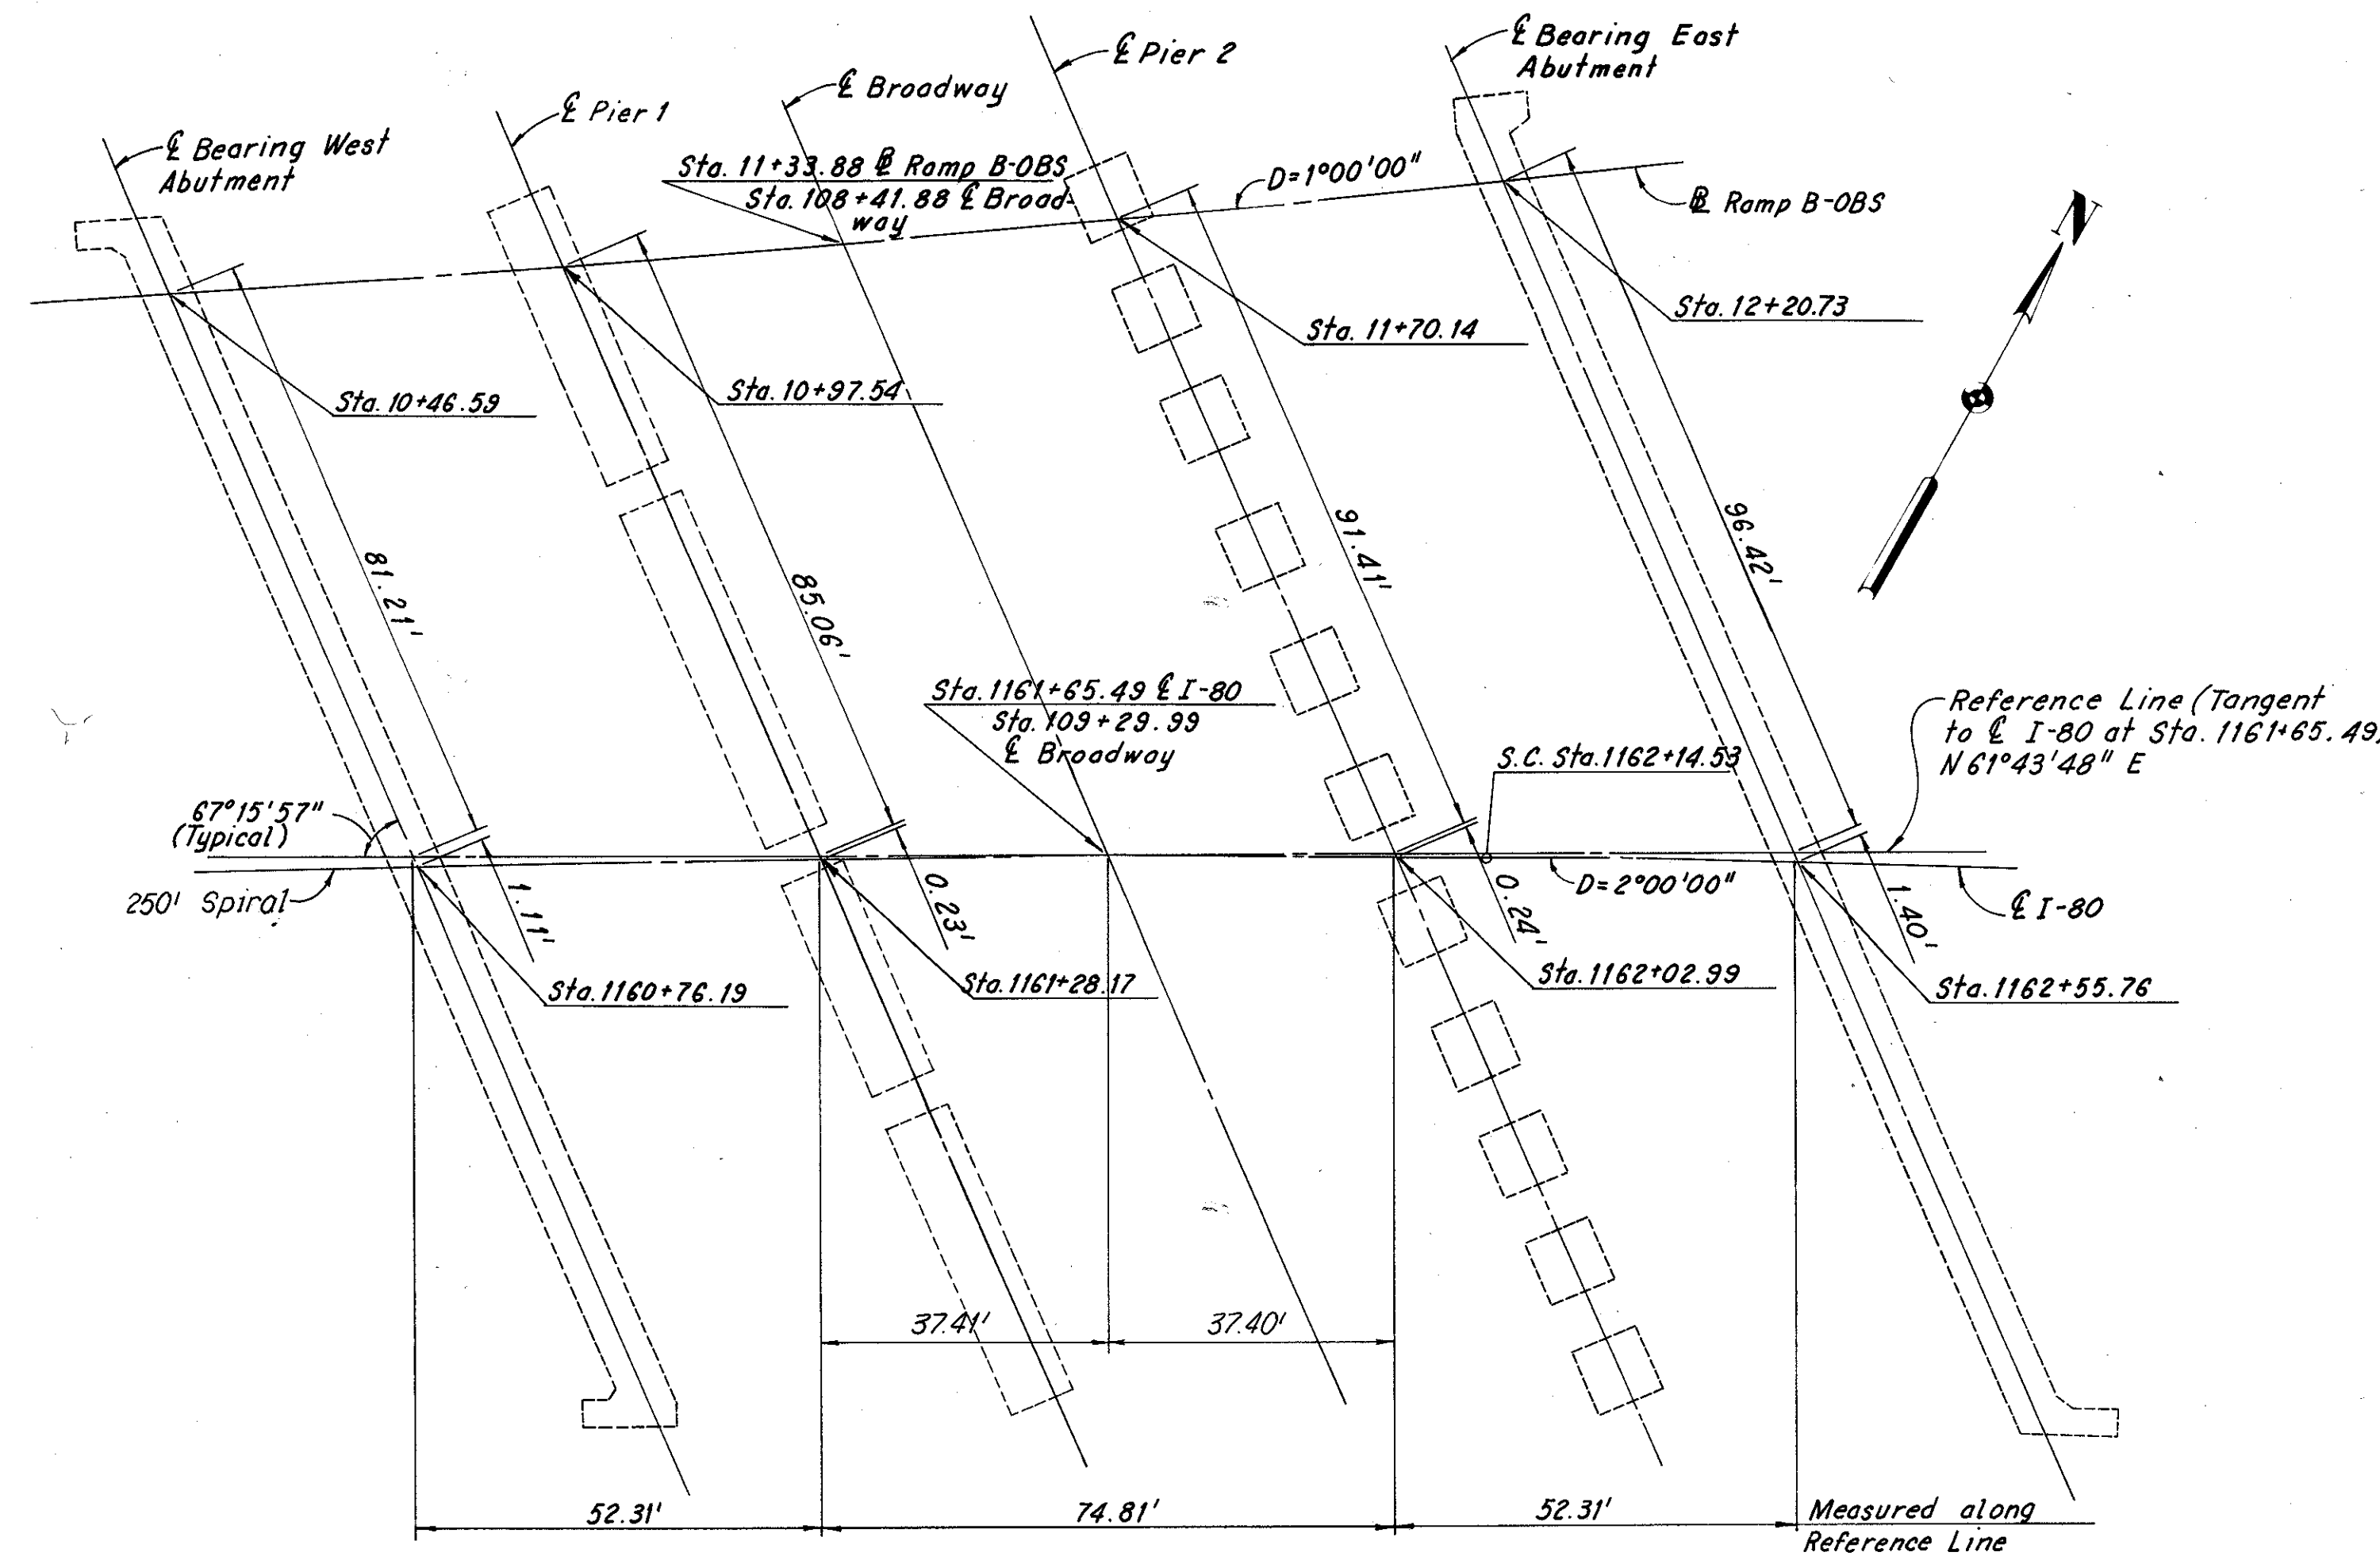 ℄ Bearing East
Abutment
℄ Pier 2
℄ Broadway
℄ Pier 1
℄ Bearing West
Abutment
Sta. 11+33.88 ⅊ Ramp B-OBS
Sta. 108+41.88 ℄ Broad-
way
D=1°00'00"
⅊ Ramp B-OBS
N
Sta. 12+20.73
Sta. 11+70.14
Sta. 10+97.54
Sta. 10+46.59
81.21'
85.06'
91.41'
96.42'
Sta. 1161+65.49 ℄ I-80
Sta. 109+29.99
℄ Broadway
S.C. Sta. 1162+14.53
Reference Line (Tangent
to ℄ I-80 at Sta. 1161+65.49)
N 61°43'48" E
67°15'57"
(Typical)
250' Spiral
1.11'
0.23'
0.24'
D=2°00'00"
1.40'
℄ I-80
Sta. 1160+76.19
Sta. 1161+28.17
Sta. 1162+02.99
Sta. 1162+55.76
37.41'
37.40'
52.31'
74.81'
52.31'
Measured along
Reference Line